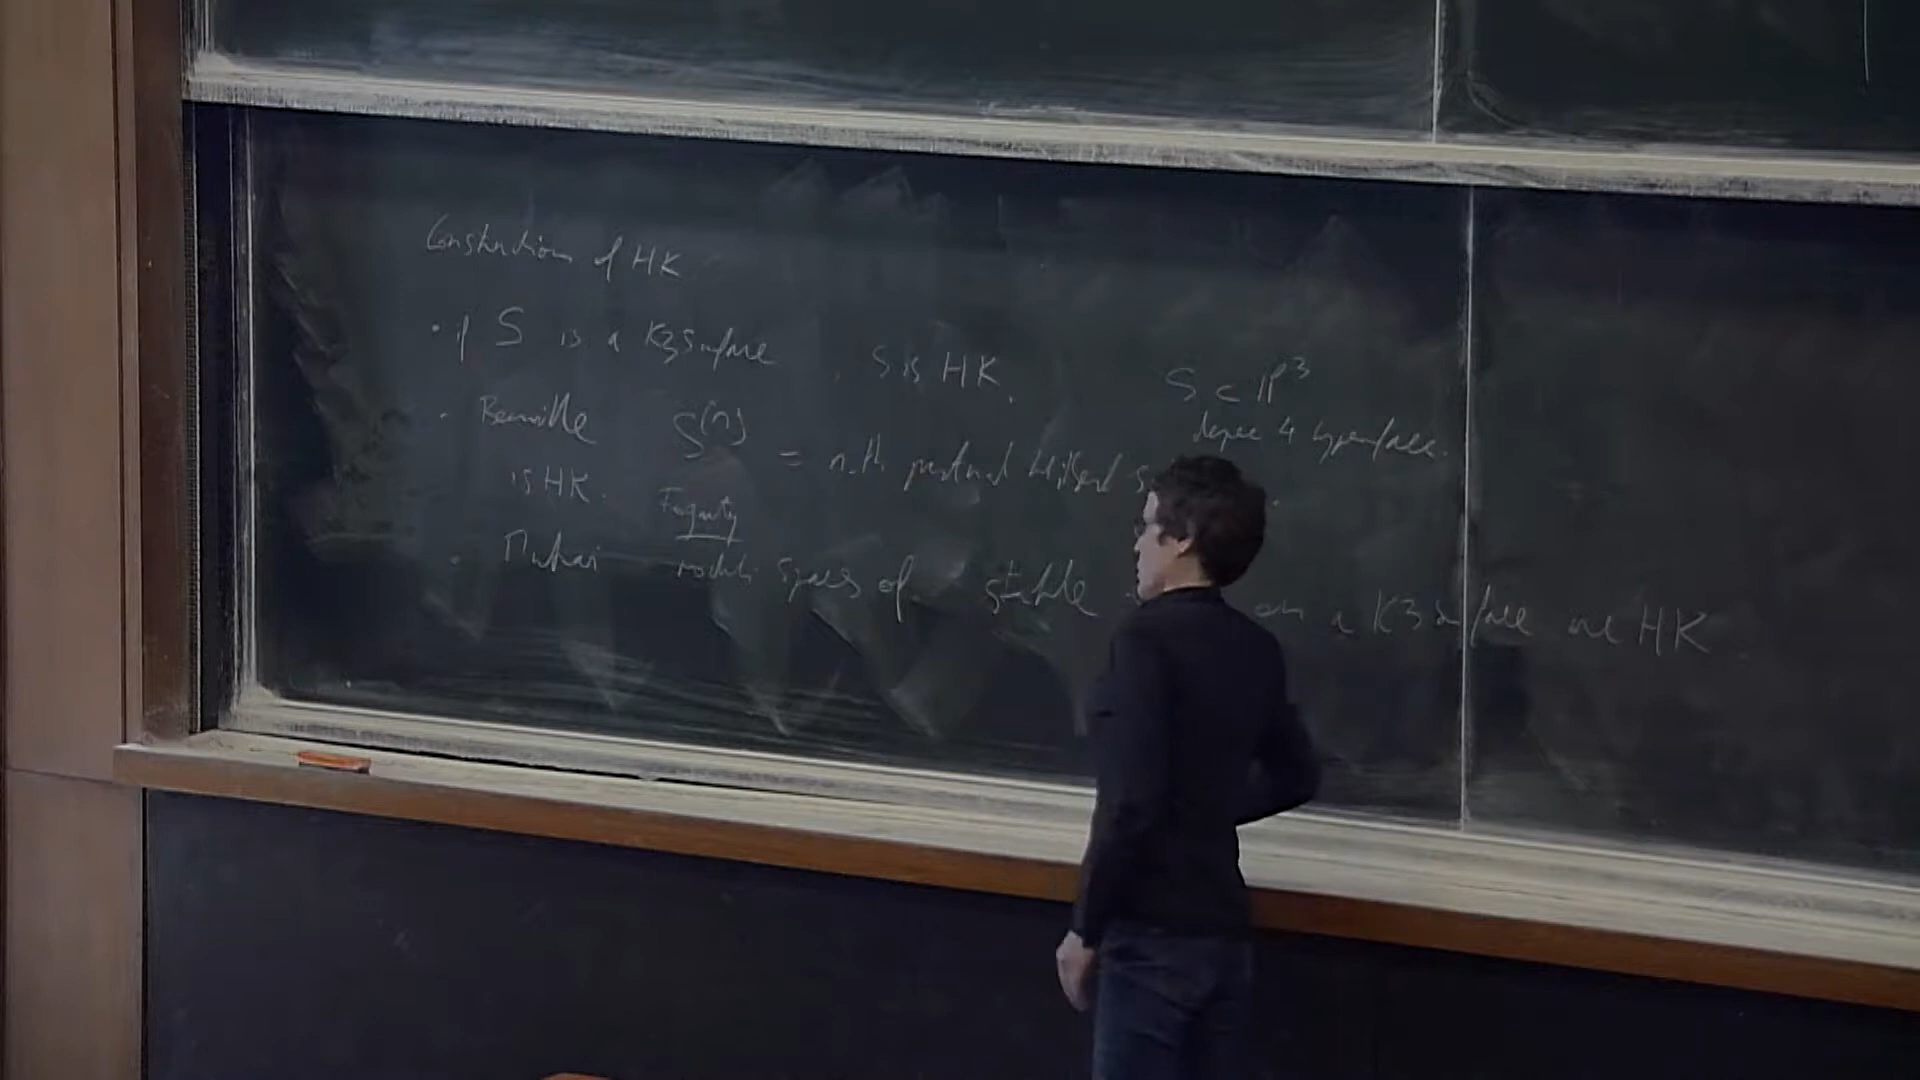 Constructions of HK
• if S is a K3 surface, S is HK. S ⊂ ℙ³
degree 4 hypersurface.
• Beauville S^[n] = n-th punctual Hilbert
is HK. Fogarty
• Mukai moduli spaces of stable on a K3 surface are HK